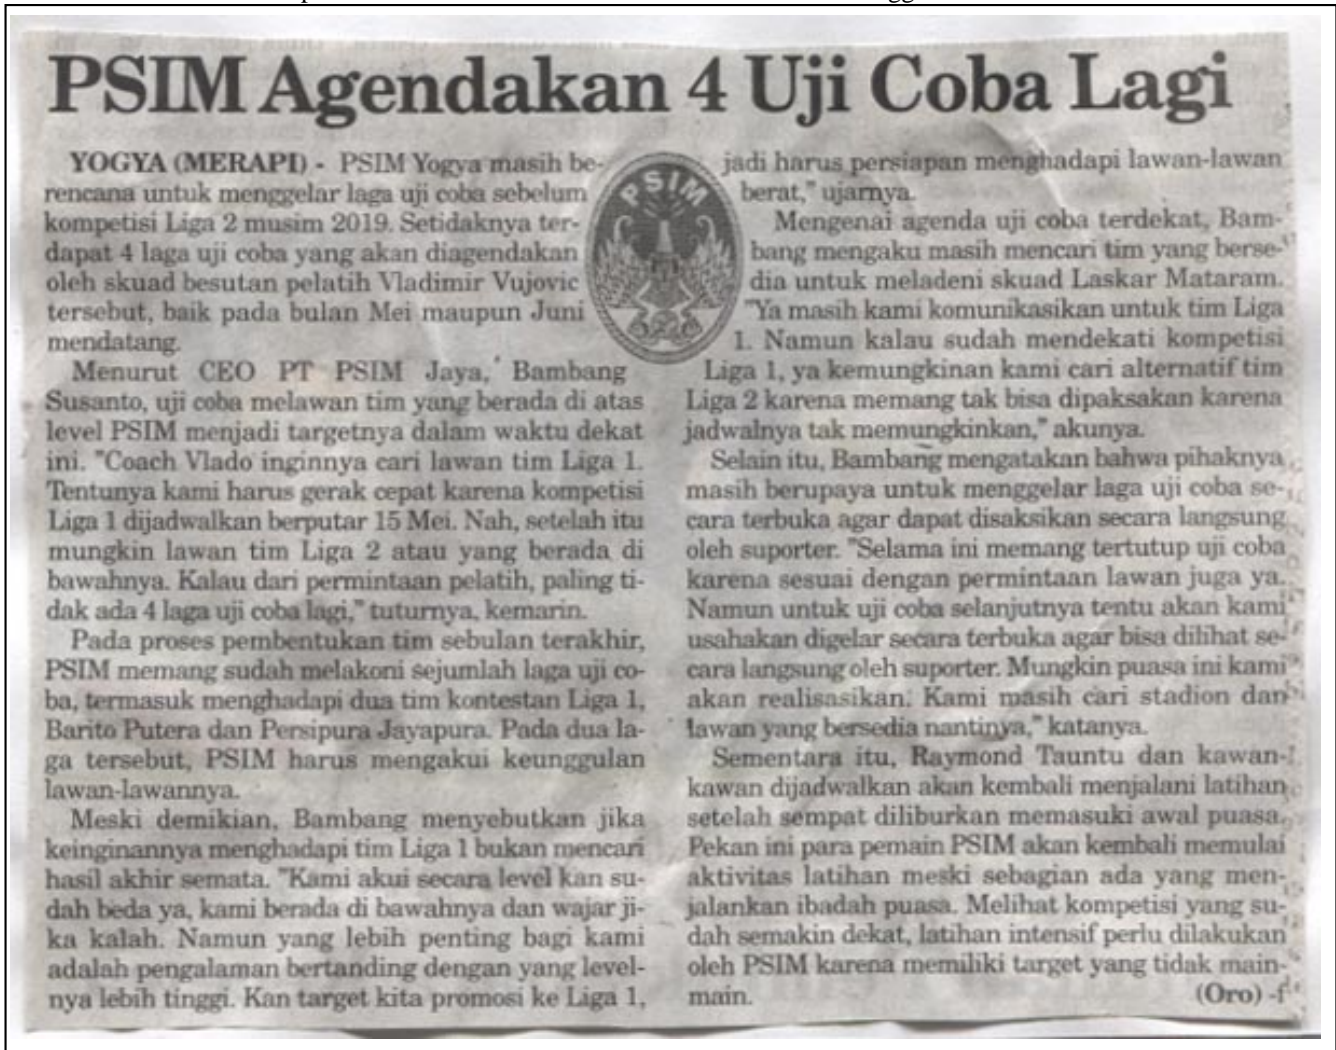 PSIM Agendakan 4 Uji Coba Lagi
YOGYA (MERAPI) - PSIM Yogya masih be-
rencana untuk menggelar laga uji coba sebelum
kompetisi Liga 2 musim 2019. Setidaknya ter-
dapat 4 laga uji coba yang akan diagendakan
oleh skuad besutan pelatih Vladimir Vujovic
tersebut, baik pada bulan Mei maupun Juni
mendatang.
Menurut CEO PT PSIM Jaya, Bambang
Susanto, uji coba melawan tim yang berada di atas
level PSIM menjadi targetnya dalam waktu dekat
ini. "Coach Vlado inginnya cari lawan tim Liga 1.
Tentunya kami harus gerak cepat karena kompetisi
Liga 1 dijadwalkan berputar 15 Mei. Nah, setelah itu
mungkin lawan tim Liga 2 atau yang berada di
bawahnya. Kalau dari permintaan pelatih, paling ti-
dak ada 4 laga uji coba lagi," tuturnya, kemarin.
Pada proses pembentukan tim sebulan terakhir,
PSIM memang sudah melakoni sejumlah laga uji co-
ba, termasuk menghadapi dua tim kontestan Liga 1,
Barito Putera dan Persipura Jayapura. Pada dua la-
ga tersebut, PSIM harus mengakui keunggulan
lawan-lawannya.
Meski demikian, Bambang menyebutkan jika
keinginannya menghadapi tim Liga 1 bukan mencari
hasil akhir semata. "Kami akui secara level kan su-
dah beda ya, kami berada di bawahnya dan wajar ji-
ka kalah. Namun yang lebih penting bagi kami
adalah pengalaman bertanding dengan yang level-
nya lebih tinggi. Kan target kita promosi ke Liga 1,
PSIM
jadi harus persiapan menghadapi lawan-lawan
berat," ujarnya.
Mengenai agenda uji coba terdekat, Bam-
bang mengaku masih mencari tim yang berse-
dia untuk meladeni skuad Laskar Mataram.
"Ya masih kami komunikasikan untuk tim Liga
1. Namun kalau sudah mendekati kompetisi
Liga 1, ya kemungkinan kami cari alternatif tim
Liga 2 karena memang tak bisa dipaksakan karena
jadwalnya tak memungkinkan," akunya.
Selain itu, Bambang mengatakan bahwa pihaknya
masih berupaya untuk menggelar laga uji coba se-
cara terbuka agar dapat disaksikan secara langsung
oleh suporter. "Selama ini memang tertutup uji coba
karena sesuai dengan permintaan lawan juga ya.
Namun untuk uji coba selanjutnya tentu akan kami
usahakan digelar secara terbuka agar bisa dilihat se-
cara langsung oleh suporter. Mungkin puasa ini kami
akan realisasikan. Kami masih cari stadion dan
lawan yang bersedia nantinya," katanya.
Sementara itu, Raymond Tauntu dan kawan-
kawan dijadwalkan akan kembali menjalani latihan
setelah sempat diliburkan memasuki awal puasa.
Pekan ini para pemain PSIM akan kembali memulai
aktivitas latihan meski sebagian ada yang men-
jalankan ibadah puasa. Melihat kompetisi yang su-
dah semakin dekat, latihan intensif perlu dilakukan
oleh PSIM karena memiliki target yang tidak main-
main. (Oro) -f